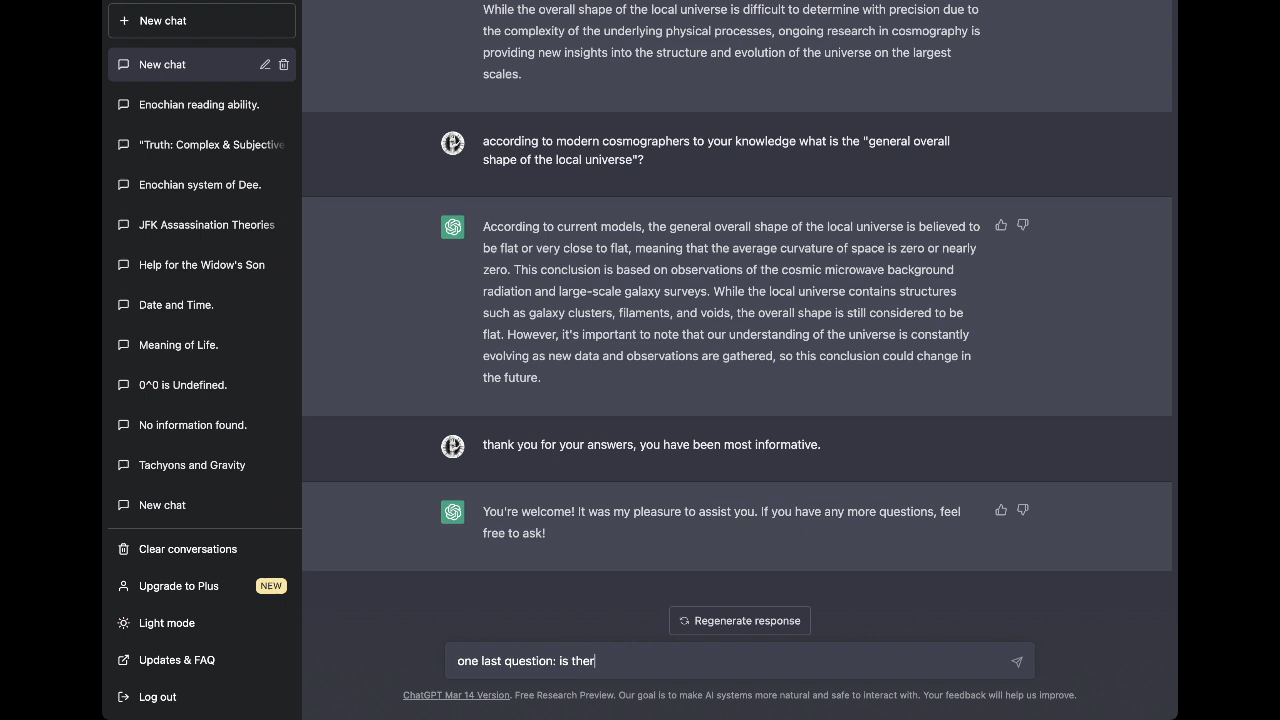 New chat
New chat
Enochian reading ability.
"Truth: Complex & Subjective
Enochian system of Dee.
JFK Assassination Theories
Help for the Widow's Son
Date and Time.
Meaning of Life.
0^0 is Undefined.
No information found.
Tachyons and Gravity
New chat
Clear conversations
Upgrade to Plus
NEW
Light mode
Updates & FAQ
Log out
While the overall shape of the local universe is difficult to determine with precision due to
the complexity of the underlying physical processes, ongoing research in cosmography is
providing new insights into the structure and evolution of the universe on the largest
scales.
according to modern cosmographers to your knowledge what is the "general overall
shape of the local universe"?
According to current models, the general overall shape of the local universe is believed to
be flat or very close to flat, meaning that the average curvature of space is zero or nearly
zero. This conclusion is based on observations of the cosmic microwave background
radiation and large-scale galaxy surveys. While the local universe contains structures
such as galaxy clusters, filaments, and voids, the overall shape is still considered to be
flat. However, it's important to note that our understanding of the universe is constantly
evolving as new data and observations are gathered, so this conclusion could change in
the future.
thank you for your answers, you have been most informative.
You're welcome! It was my pleasure to assist you. If you have any more questions, feel
free to ask!
Regenerate response
one last question: is ther
ChatGPT Mar 14 Version. Free Research Preview. Our goal is to make AI systems more natural and safe to interact with. Your feedback will help us improve.